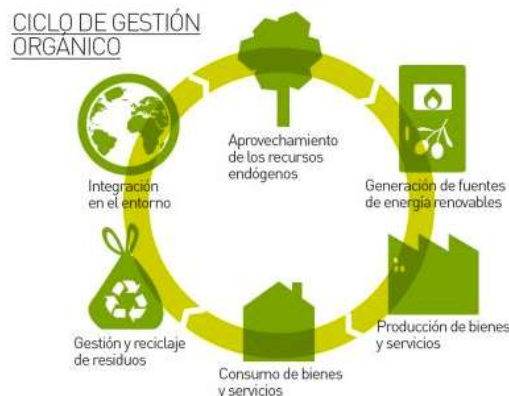 CICLO DE GESTIÓN
ORGÁNICO
Aprovechamiento
de los recursos
endógenos
Generación de fuentes
de energía renovables
Producción de bienes
y servicios
Consumo de bienes
y servicios
Gestión y reciclaje
de residuos
Integración
en el entorno